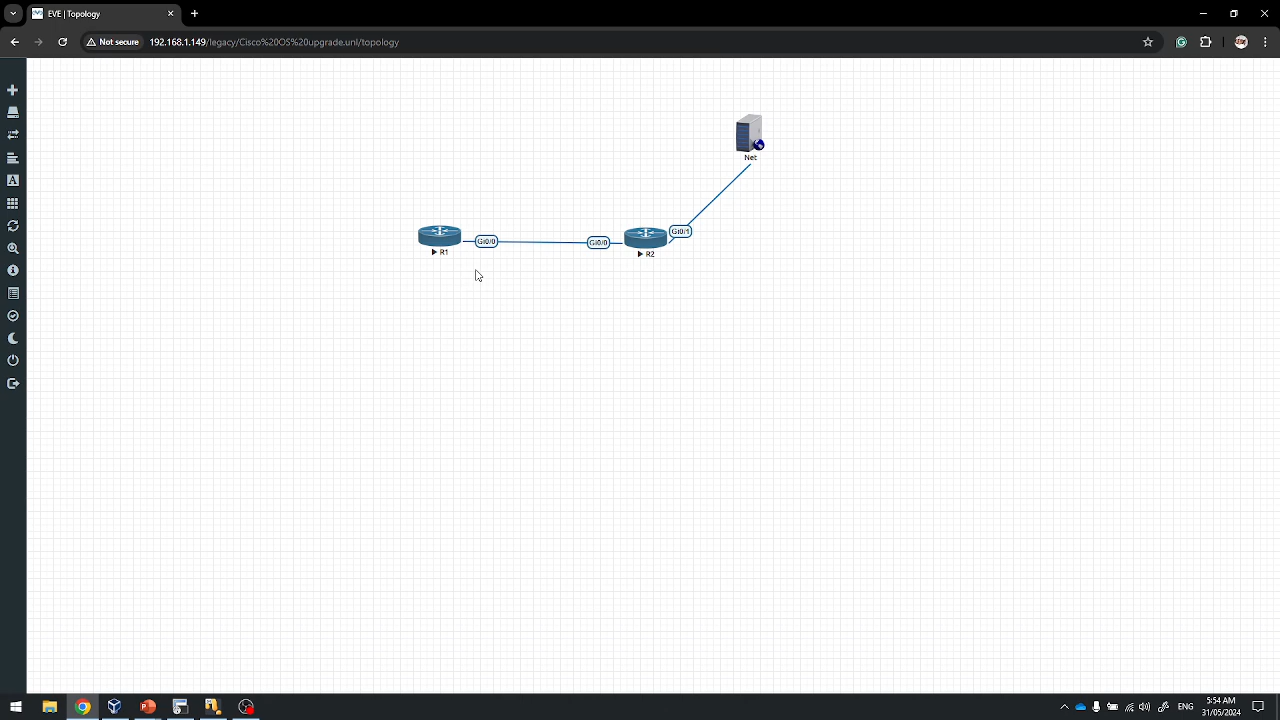 EVE | Topology
Not secure
192.168.1.149/legacy/Cisco%20OS%20upgrade.unl/topology
Net
Gi0/1
Gi0/0
Gi0/0
R1
R2
A
P
ENG
5:54 AM
31/05/2024